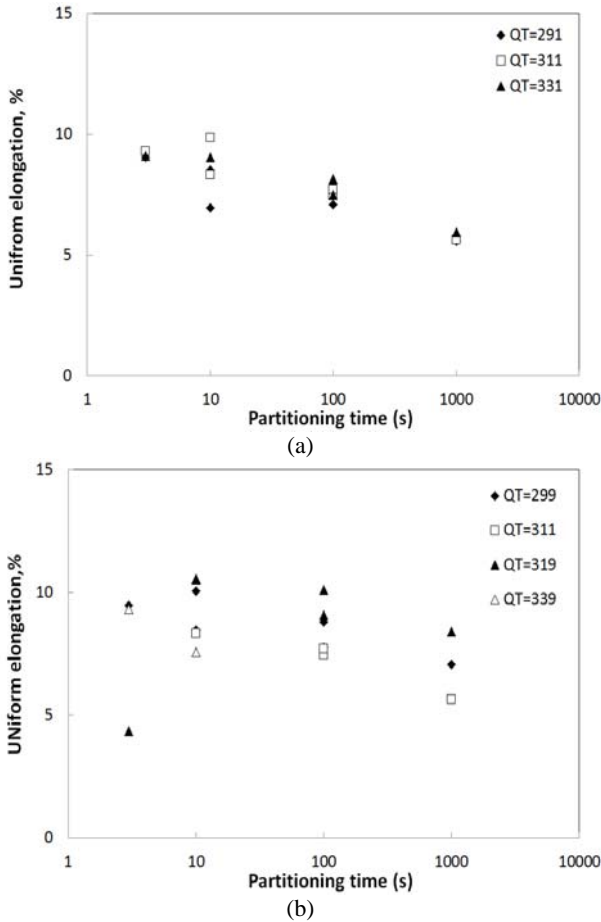 15
QT=291
QT=311
QT=331
10
5
0
Unifrom elongation, %
1 10 100 1000 10000
Partitioning time (s)
(a)
15
QT=299
QT=311
QT=319
QT=339
10
5
0
UNiform elongation,%
1 10 100 1000 10000
Partitioning time (s)
(b)